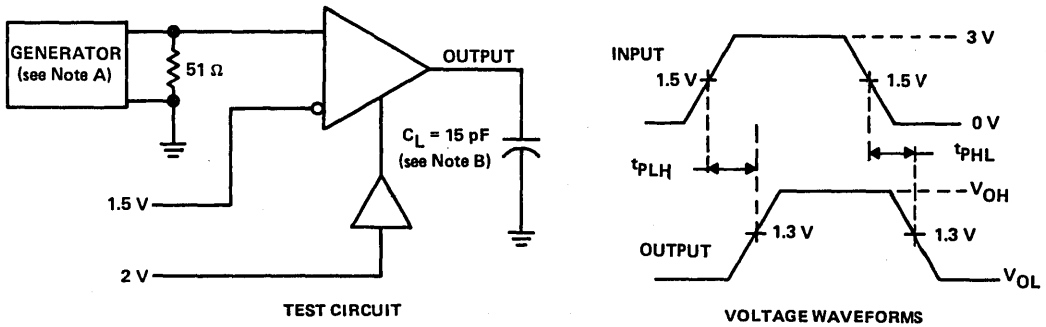 GENERATOR
(see Note A)
51 Ω
OUTPUT
C_L = 15 pF
(see Note B)
1.5 V
2 V
TEST CIRCUIT
INPUT
3 V
1.5 V
1.5 V
0 V
t_PLH
t_PHL
V_OH
1.3 V
1.3 V
OUTPUT
V_OL
VOLTAGE WAVEFORMS